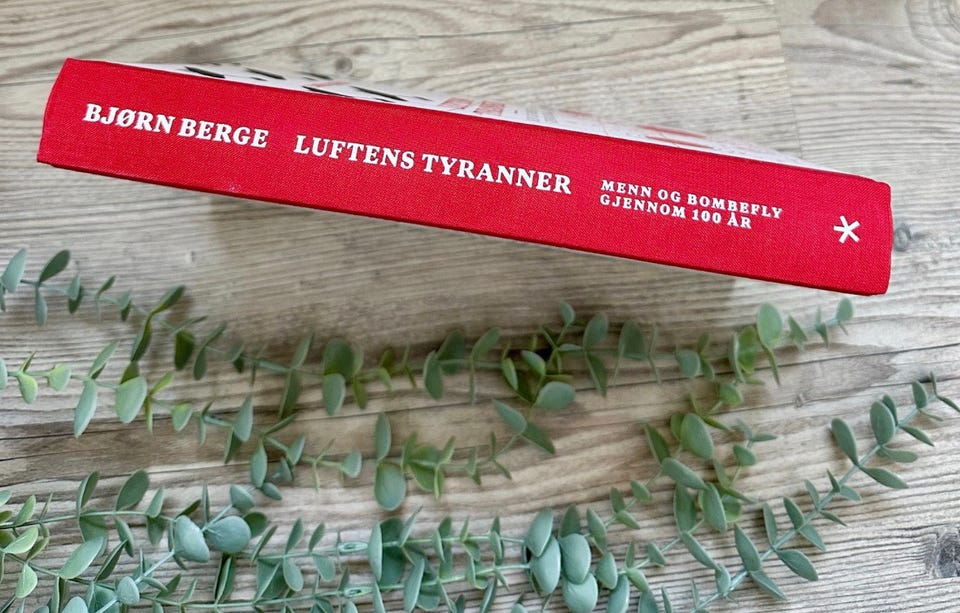 BJØRN BERGE LUFTENS TYRANNER
MENN OG BOMBEFLY
GJENNOM 100 ÅR